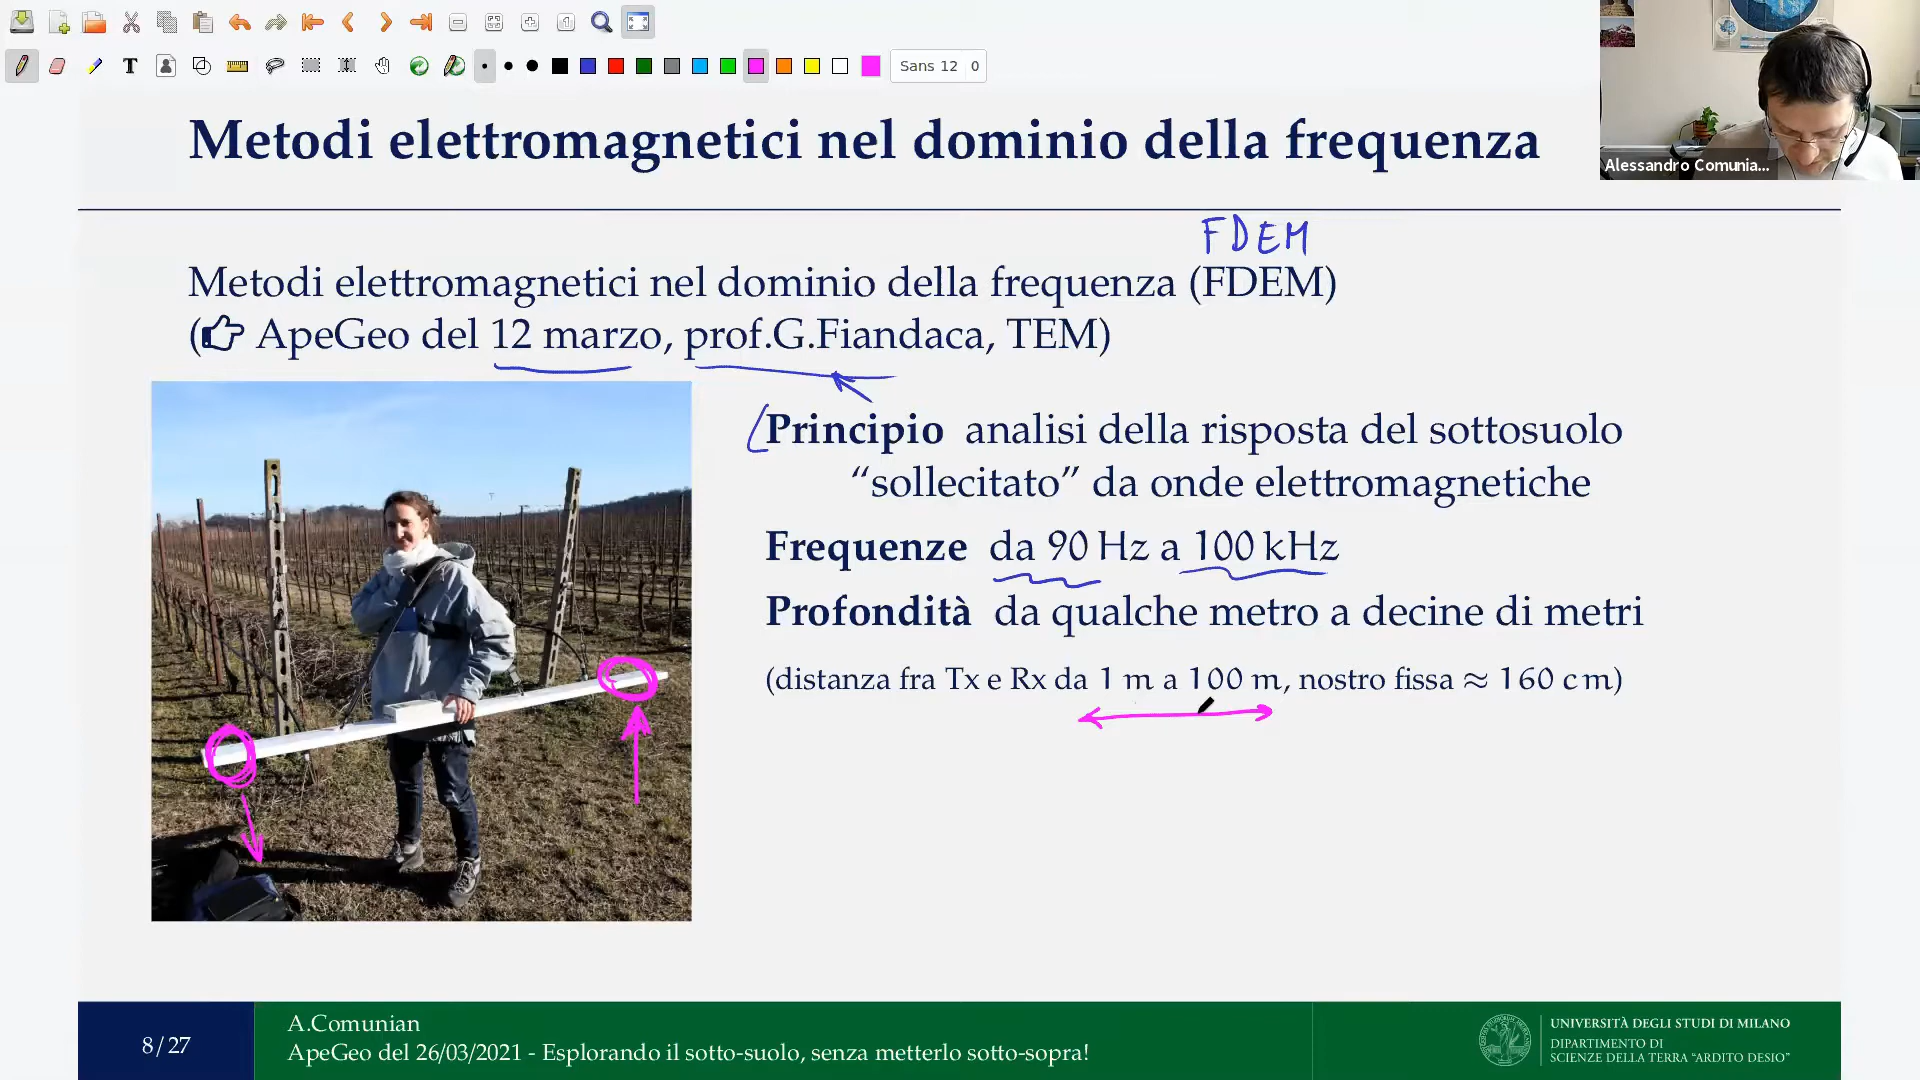 Sans 12 0
Alessandro Comunia...
Metodi elettromagnetici nel dominio della frequenza
FDEM
Metodi elettromagnetici nel dominio della frequenza (FDEM)
( ApeGeo del 12 marzo, prof.G.Fiandaca, TEM)
Principio analisi della risposta del sottosuolo
“sollecitato” da onde elettromagnetiche
Frequenze da 90 Hz a 100 kHz
Profondità da qualche metro a decine di metri
(distanza fra Tx e Rx da 1 m a 100 m, nostro fissa ≈ 160 cm)
8/27
A.Comunian
ApeGeo del 26/03/2021 - Esplorando il sotto-suolo, senza metterlo sotto-sopra!
UNIVERSITÀ DEGLI STUDI DI MILANO
DIPARTIMENTO DI
SCIENZE DELLA TERRA “ARDITO DESIO”